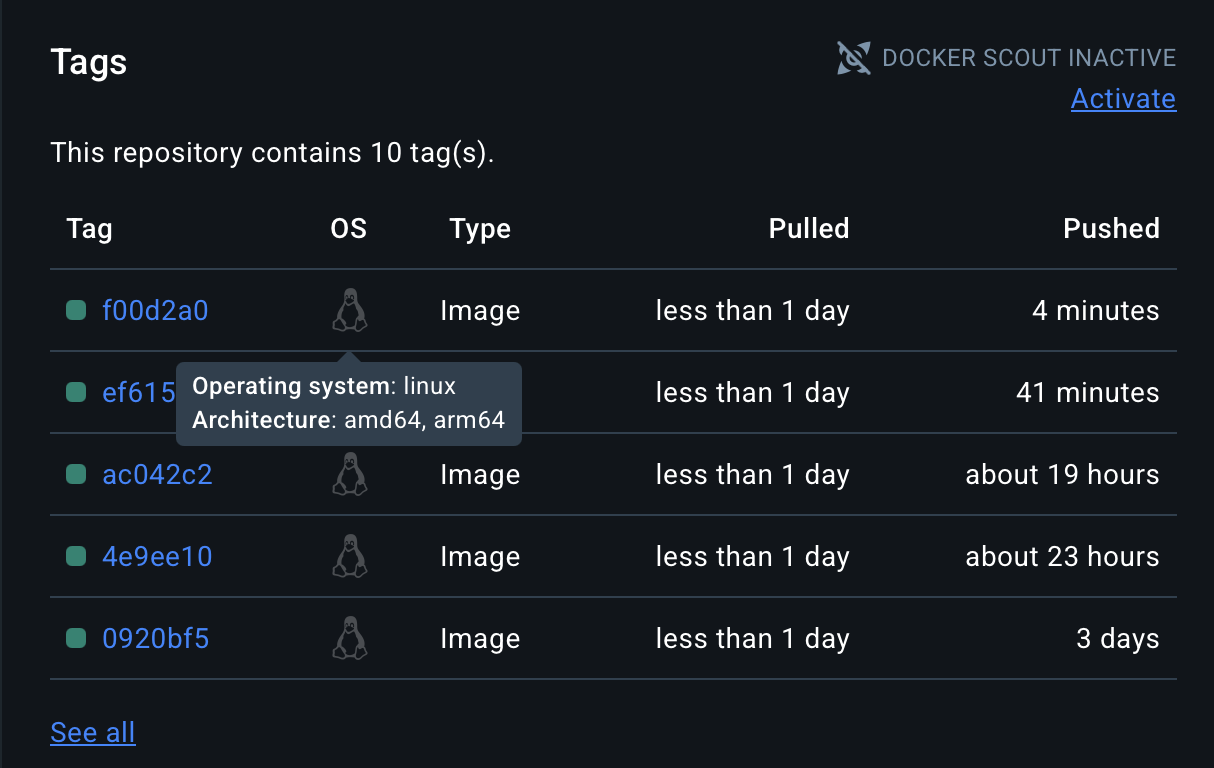 Tags
DOCKER SCOUT INACTIVE
Activate
This repository contains 10 tag(s).
Tag OS Type Pulled Pushed
f00d2a0 Image less than 1 day 4 minutes
ef615 less than 1 day 41 minutes
Operating system: linux
Architecture: amd64, arm64
ac042c2 Image less than 1 day about 19 hours
4e9ee10 Image less than 1 day about 23 hours
0920bf5 Image less than 1 day 3 days
See all